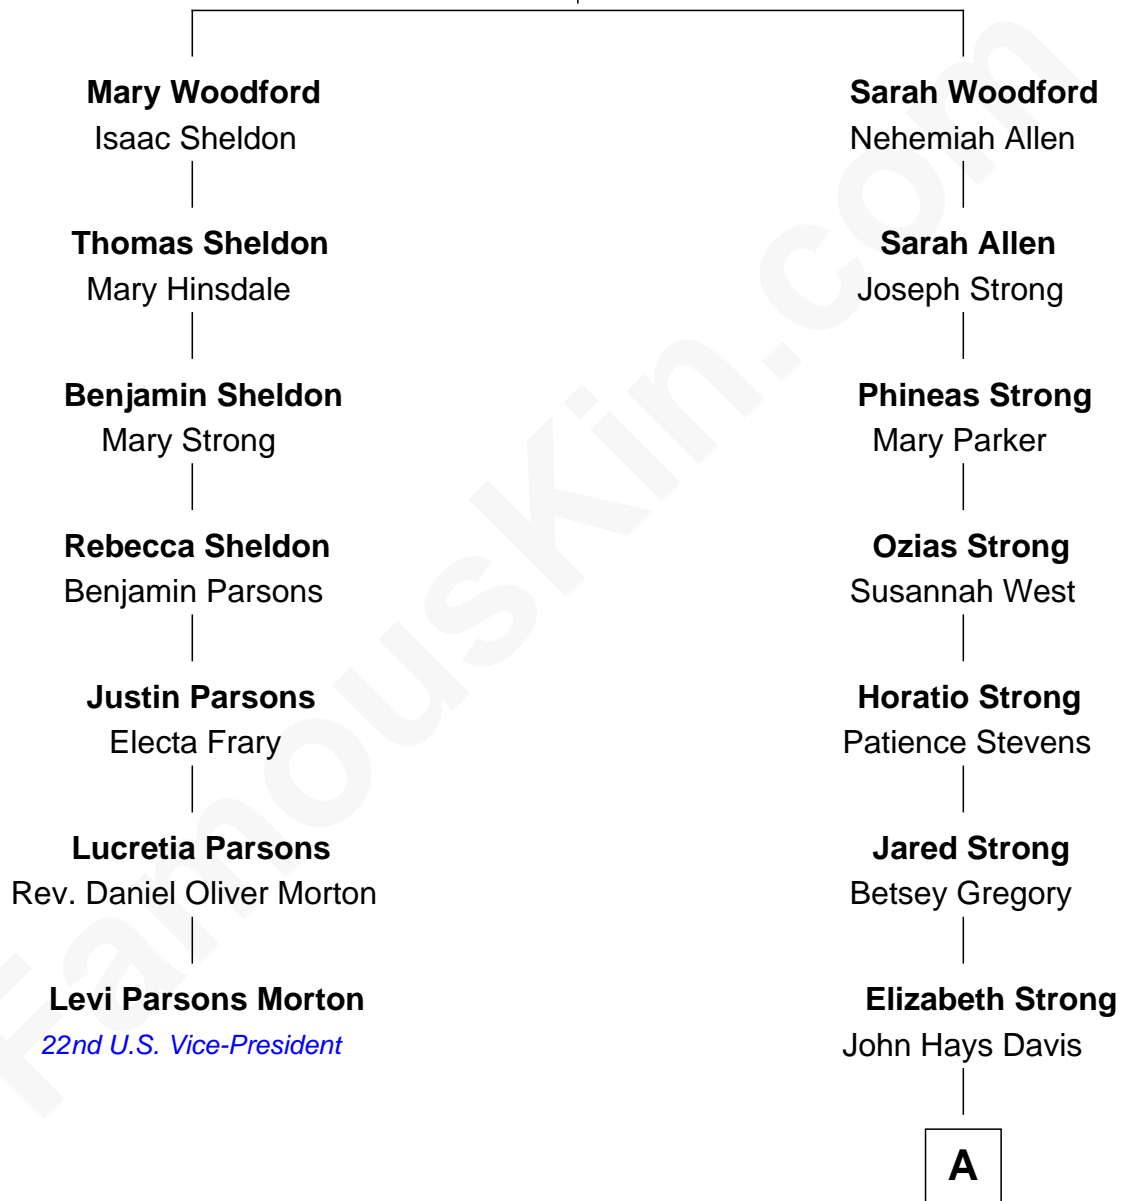 Mary Woodford
Isaac Sheldon
Thomas Sheldon
Mary Hinsdale
Benjamin Sheldon
Mary Strong
Rebecca Sheldon
Benjamin Parsons
Justin Parsons
Electa Frary
Lucretia Parsons
Rev. Daniel Oliver Morton
Levi Parsons Morton
22nd U.S. Vice-President
Sarah Woodford
Nehemiah Allen
Sarah Allen
Joseph Strong
Phineas Strong
Mary Parker
Ozias Strong
Susannah West
Horatio Strong
Patience Stevens
Jared Strong
Betsey Gregory
Elizabeth Strong
John Hays Davis
A
FamousKin.com